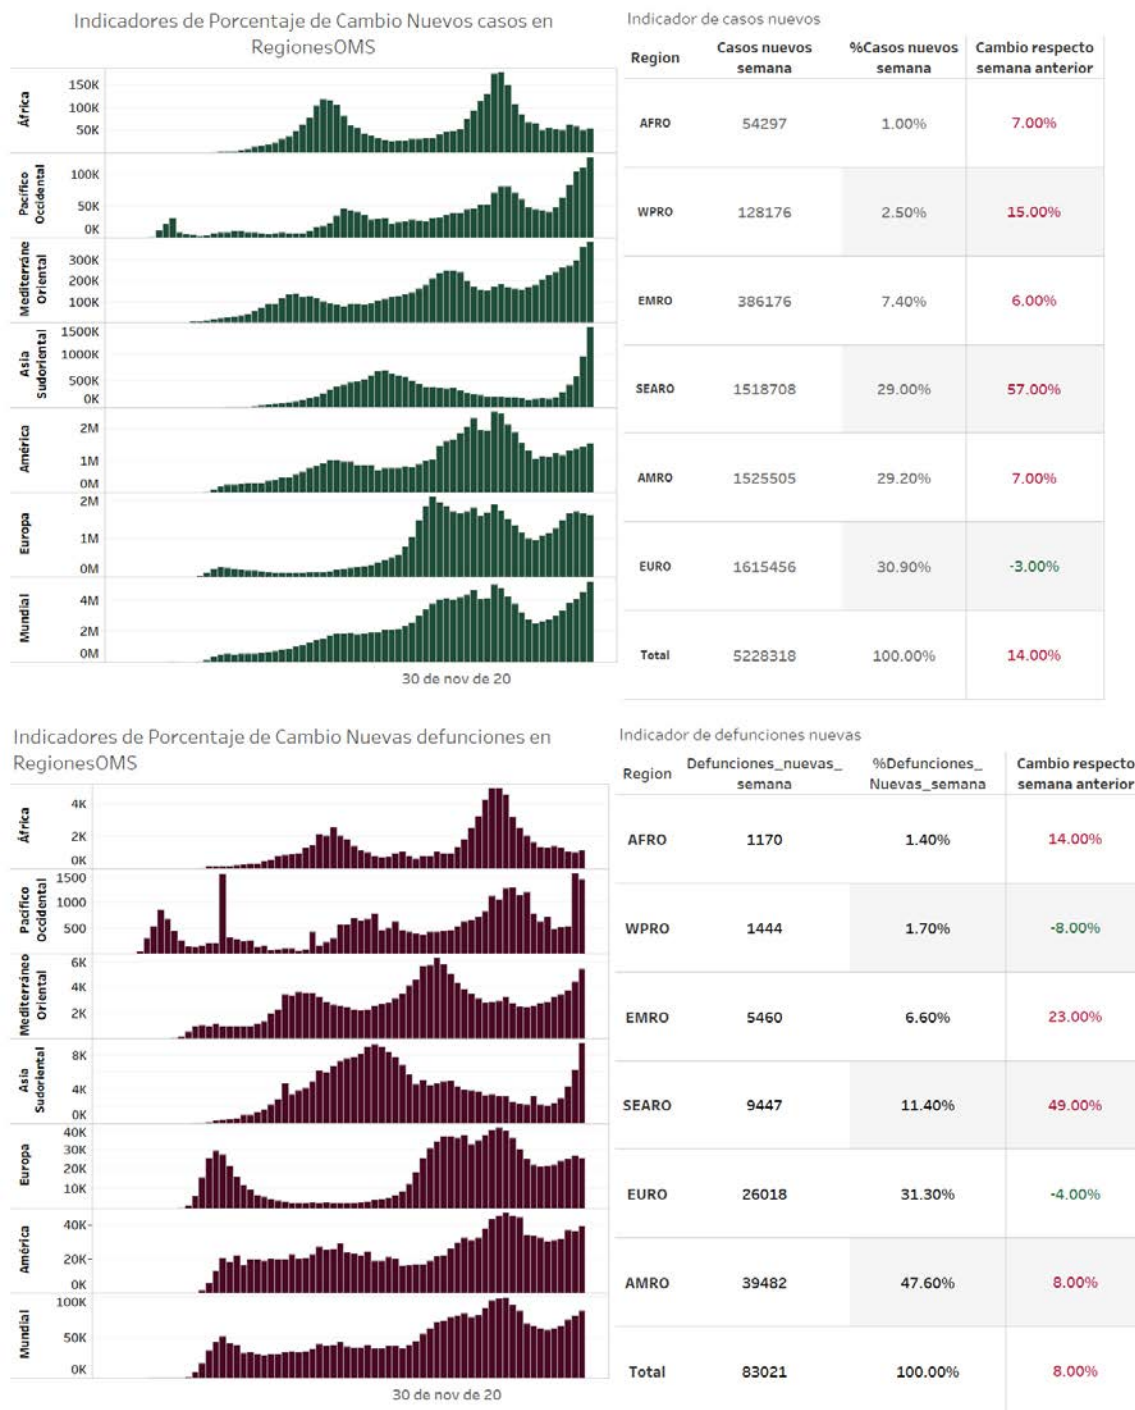 Indicadores de Porcentaje de Cambio Nuevos casos en
RegionesOMS
África
150K
100K
50K
Pacífico
Occidental
100K
50K
0K
Mediterráne
Oriental
300K
200K
100K
Asia
Sudoriental
1500K
1000K
500K
0K
América
2M
1M
0M
Europa
2M
1M
0M
Mundial
4M
2M
0M
30 de nov de 20
Indicador de casos nuevos
Region Casos nuevos semana %Casos nuevos semana Cambio respecto semana anterior
AFRO 54297 1.00% 7.00%
WPRO 128176 2.50% 15.00%
EMRO 386176 7.40% 6.00%
SEARO 1518708 29.00% 57.00%
AMRO 1525505 29.20% 7.00%
EURO 1615456 30.90% -3.00%
Total 5228318 100.00% 14.00%
Indicadores de Porcentaje de Cambio Nuevas defunciones en
RegionesOMS
África
4K
2K
0K
Pacífico
Occidental
1500
1000
500
Mediterráneo
Oriental
6K
4K
2K
Asia
Sudoriental
8K
4K
0K
Europa
40K
30K
20K
10K
América
40K
20K
0K
Mundial
100K
50K
0K
30 de nov de 20
Indicador de defunciones nuevas
Region Defunciones_nuevas_semana %Defunciones_Nuevas_semana Cambio respecto semana anterior
AFRO 1170 1.40% 14.00%
WPRO 1444 1.70% -8.00%
EMRO 5460 6.60% 23.00%
SEARO 9447 11.40% 49.00%
EURO 26018 31.30% -4.00%
AMRO 39482 47.60% 8.00%
Total 83021 100.00% 8.00%